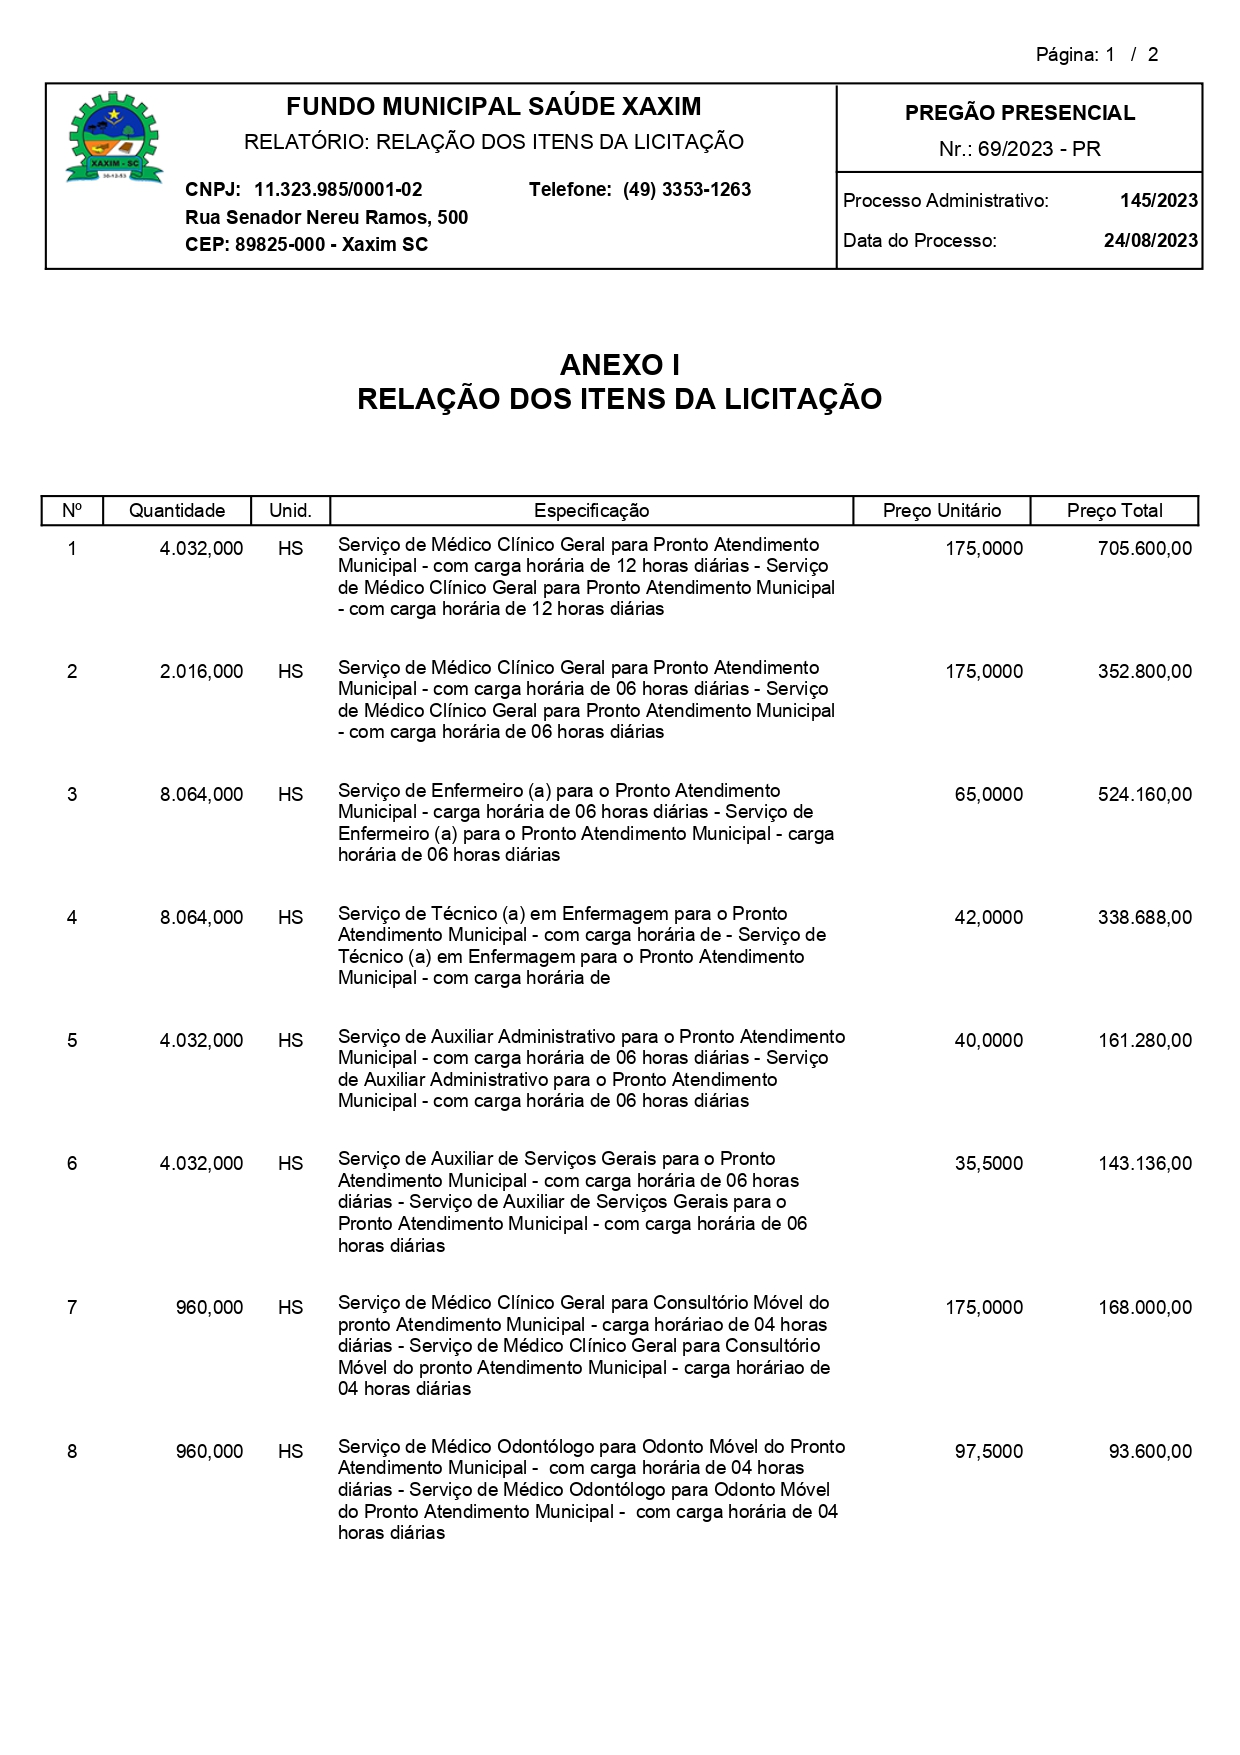 Página: 1 / 2
FUNDO MUNICIPAL SAÚDE XAXIM
RELATÓRIO: RELAÇÃO DOS ITENS DA LICITAÇÃO
CNPJ: 11.323.985/0001-02 Telefone: (49) 3353-1263
Rua Senador Nereu Ramos, 500
CEP: 89825-000 - Xaxim SC
XAXIM - SC
PREGÃO PRESENCIAL
Nr.: 69/2023 - PR
Processo Administrativo: 145/2023
Data do Processo: 24/08/2023
ANEXO I
RELAÇÃO DOS ITENS DA LICITAÇÃO
Nº Quantidade Unid. Especificação Preço Unitário Preço Total
1 4.032,000 HS Serviço de Médico Clínico Geral para Pronto Atendimento 175,0000 705.600,00
Municipal - com carga horária de 12 horas diárias - Serviço
de Médico Clínico Geral para Pronto Atendimento Municipal
- com carga horária de 12 horas diárias
2 2.016,000 HS Serviço de Médico Clínico Geral para Pronto Atendimento 175,0000 352.800,00
Municipal - com carga horária de 06 horas diárias - Serviço
de Médico Clínico Geral para Pronto Atendimento Municipal
- com carga horária de 06 horas diárias
3 8.064,000 HS Serviço de Enfermeiro (a) para o Pronto Atendimento 65,0000 524.160,00
Municipal - carga horária de 06 horas diárias - Serviço de
Enfermeiro (a) para o Pronto Atendimento Municipal - carga
horária de 06 horas diárias
4 8.064,000 HS Serviço de Técnico (a) em Enfermagem para o Pronto 42,0000 338.688,00
Atendimento Municipal - com carga horária de - Serviço de
Técnico (a) em Enfermagem para o Pronto Atendimento
Municipal - com carga horária de
5 4.032,000 HS Serviço de Auxiliar Administrativo para o Pronto Atendimento 40,0000 161.280,00
Municipal - com carga horária de 06 horas diárias - Serviço
de Auxiliar Administrativo para o Pronto Atendimento
Municipal - com carga horária de 06 horas diárias
6 4.032,000 HS Serviço de Auxiliar de Serviços Gerais para o Pronto 35,5000 143.136,00
Atendimento Municipal - com carga horária de 06 horas
diárias - Serviço de Auxiliar de Serviços Gerais para o
Pronto Atendimento Municipal - com carga horária de 06
horas diárias
7 960,000 HS Serviço de Médico Clínico Geral para Consultório Móvel do 175,0000 168.000,00
pronto Atendimento Municipal - carga horáriao de 04 horas
diárias - Serviço de Médico Clínico Geral para Consultório
Móvel do pronto Atendimento Municipal - carga horáriao de
04 horas diárias
8 960,000 HS Serviço de Médico Odontólogo para Odonto Móvel do Pronto 97,5000 93.600,00
Atendimento Municipal - com carga horária de 04 horas
diárias - Serviço de Médico Odontólogo para Odonto Móvel
do Pronto Atendimento Municipal - com carga horária de 04
horas diárias